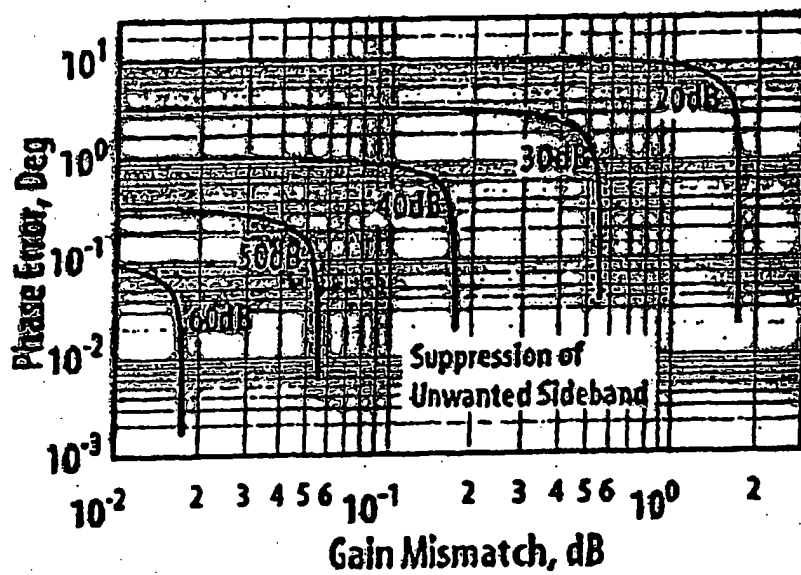 Phrase Error, Deg
10¹
10⁰
10⁻¹
10⁻²
10⁻³
20dB
30dB
40dB
50dB
60dB
Suppression of
Unwanted Sideband
10⁻² 2 3 4 5 6 10⁻¹ 2 3 4 5 6 10⁰ 2
Gain Mismatch, dB